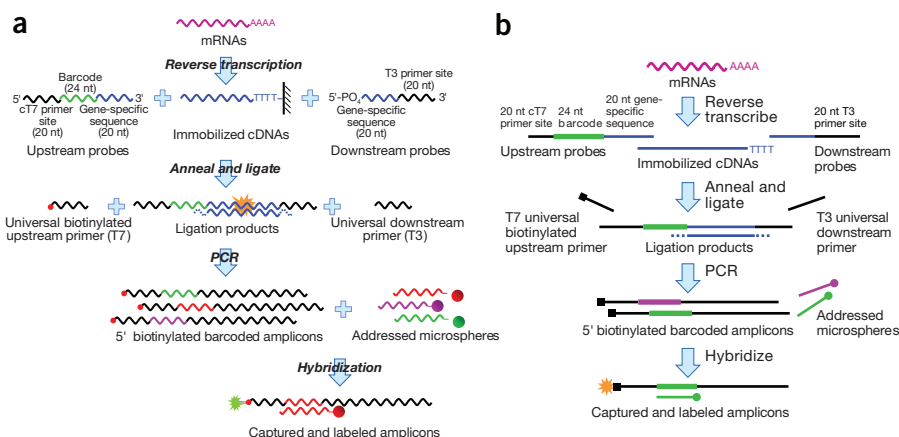 a
AAAA
mRNAs
Reverse transcription
Barcode
(24 nt)
5'
3'
cT7 primer
site
(20 nt)
Gene-specific
sequence
(20 nt)
Upstream probes
TTTT
Immobilized cDNAs
T3 primer site
(20 nt)
5'-PO4
3'
Gene-specific
sequence
(20 nt)
Downstream probes
Anneal and ligate
Universal biotinylated
upstream primer (T7)
Ligation products
Universal downstream
primer (T3)
PCR
5' biotinylated barcoded amplicons
Addressed microspheres
Hybridization
Captured and labeled amplicons
b
AAAA
mRNAs
Reverse
transcribe
20 nt cT7
primer site
24 nt
barcode
20 nt gene-
specific
sequence
20 nt T3
primer site
Upstream probes
TTTT
Immobilized cDNAs
Downstream
probes
Anneal and
ligate
T7 universal
biotinylated
upstream primer
Ligation products
T3 universal
downstream
primer
PCR
5' biotinylated barcoded amplicons
Addressed
microspheres
Hybridize
Captured and labeled amplicons